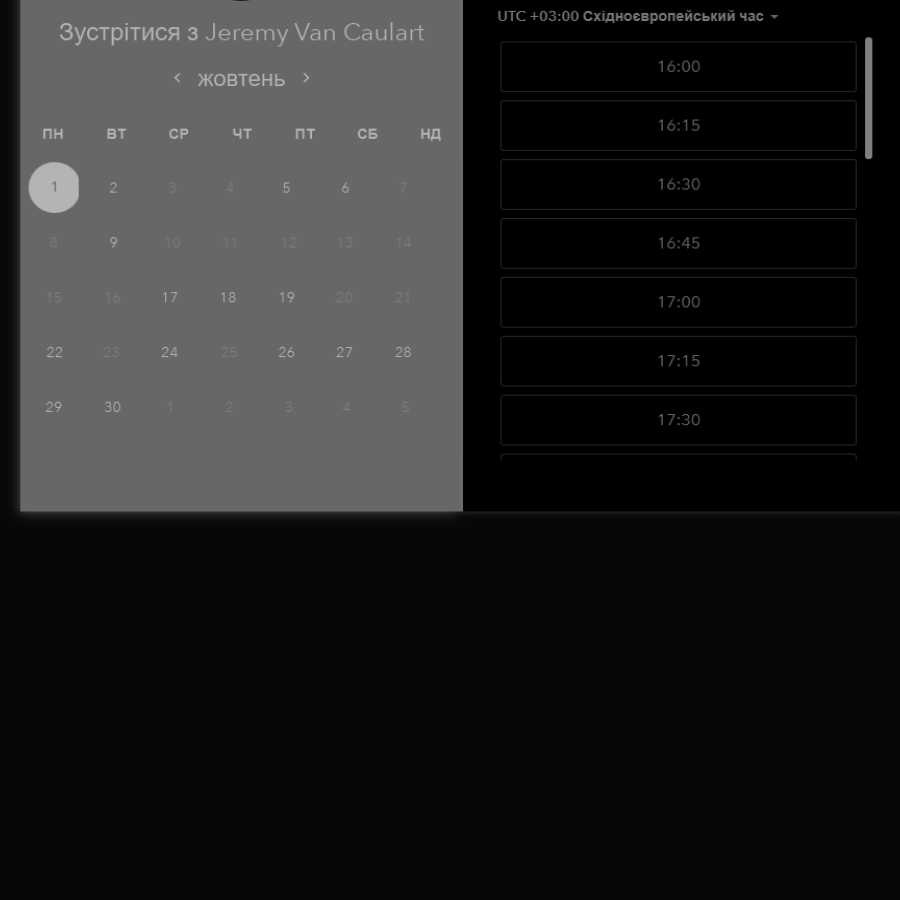 Зустрітися з Jeremy Van Caulart
жовтень
ПН ВТ СР ЧТ ПТ СБ НД
1 2 3 4 5 6 7
8 9 10 11 12 13 14
15 16 17 18 19 20 21
22 23 24 25 26 27 28
29 30 1 2 3 4 5
UTC +03:00 Східноєвропейський час
16:00
16:15
16:30
16:45
17:00
17:15
17:30